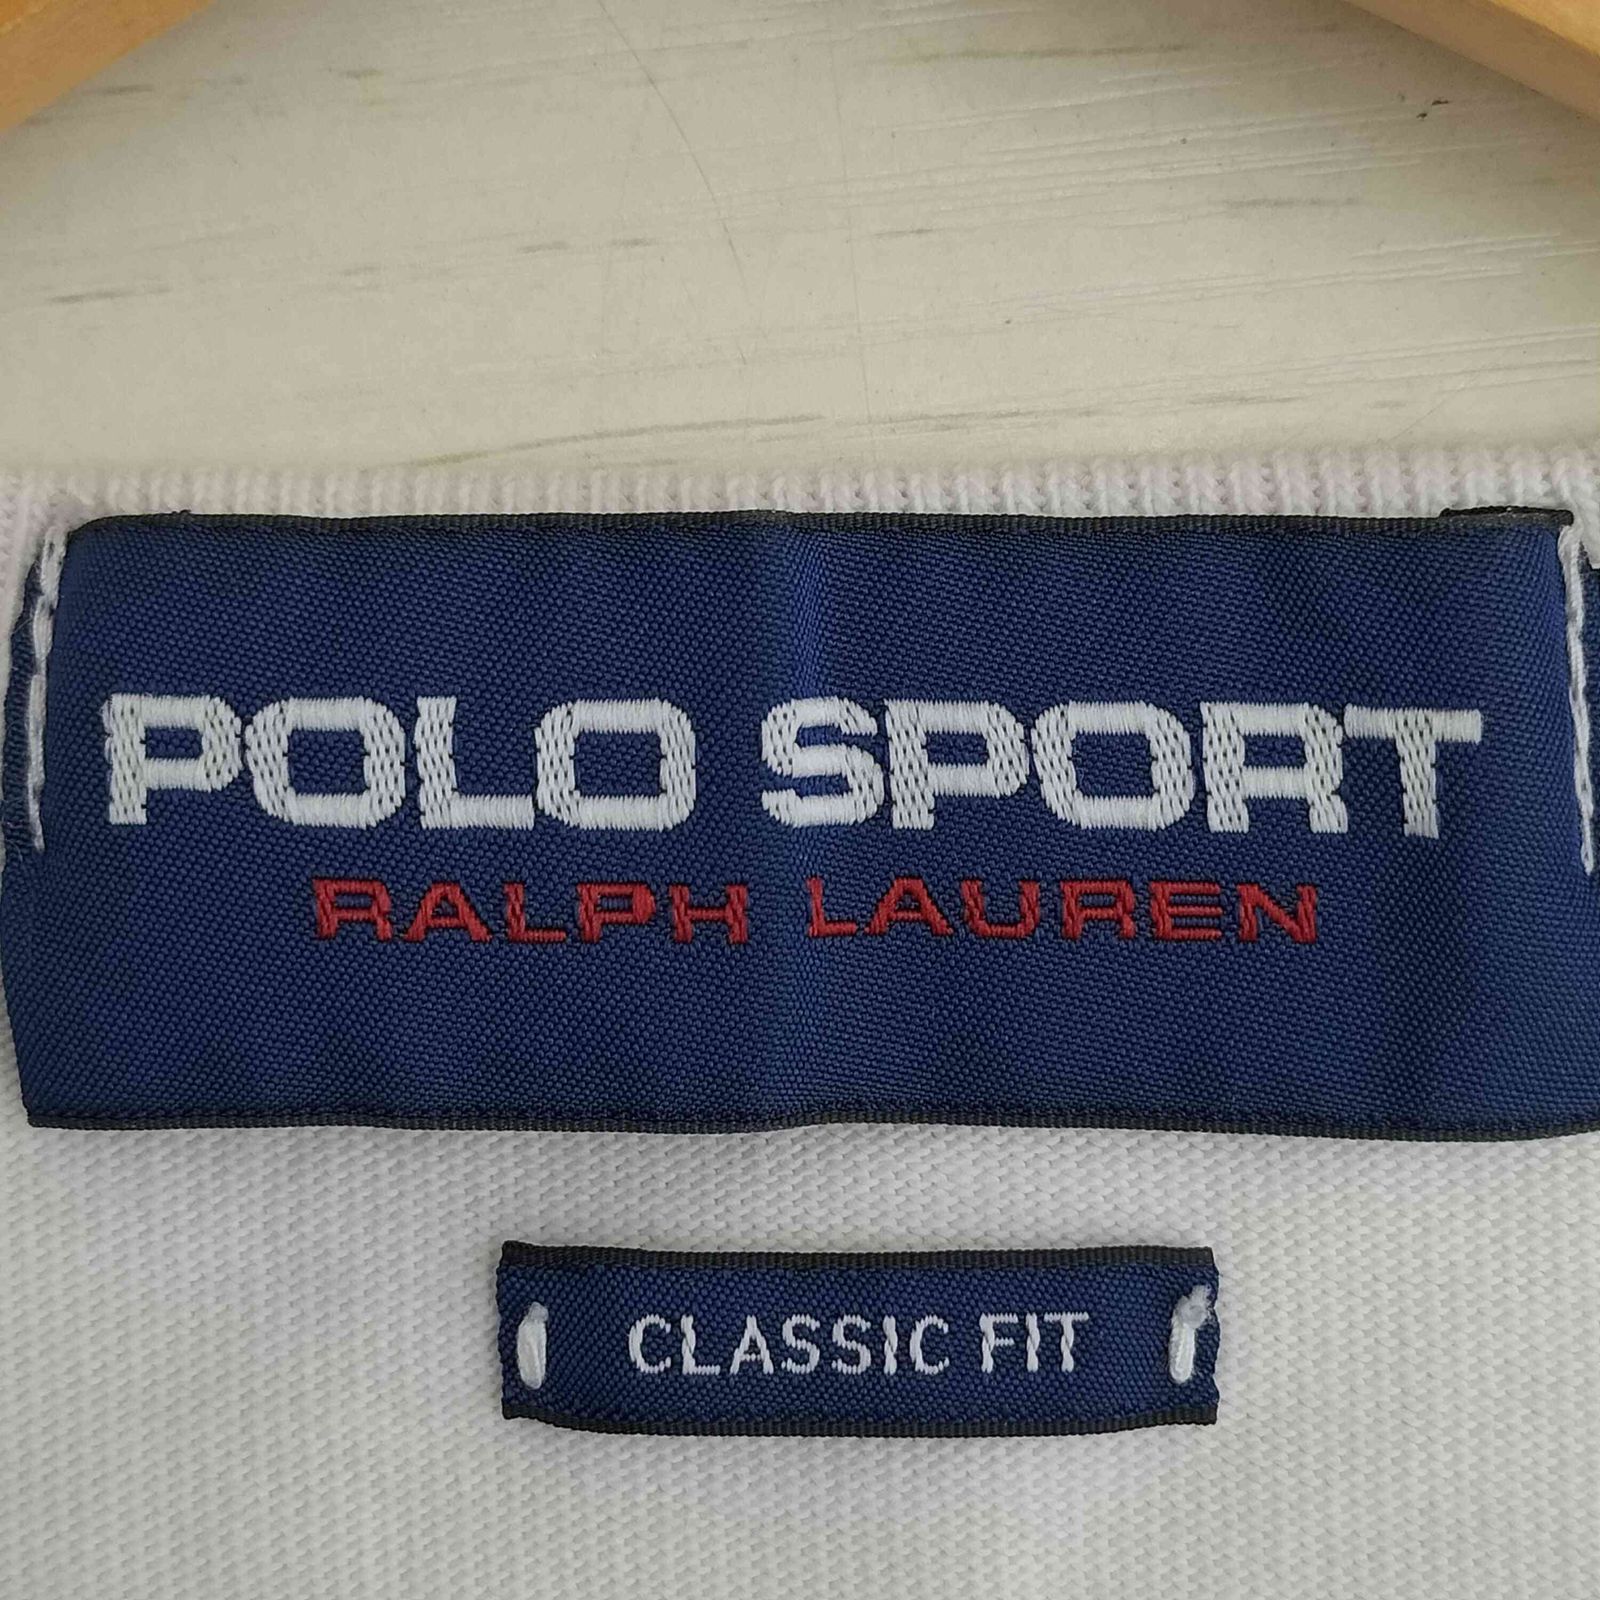 POLO SPORT
RALPH LAUREN
CLASSIC FIT